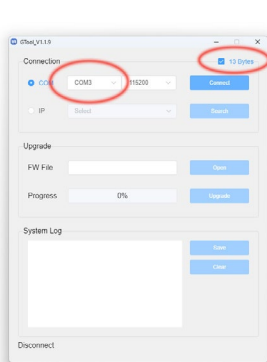 GTool_V1.1.9
Connection
13 Bytes
COM COM3 115200 Connect
IP Select Search
Upgrade
FW File Open
Progress 0% Upgrade
System Log
Save
Clear
Disconnect